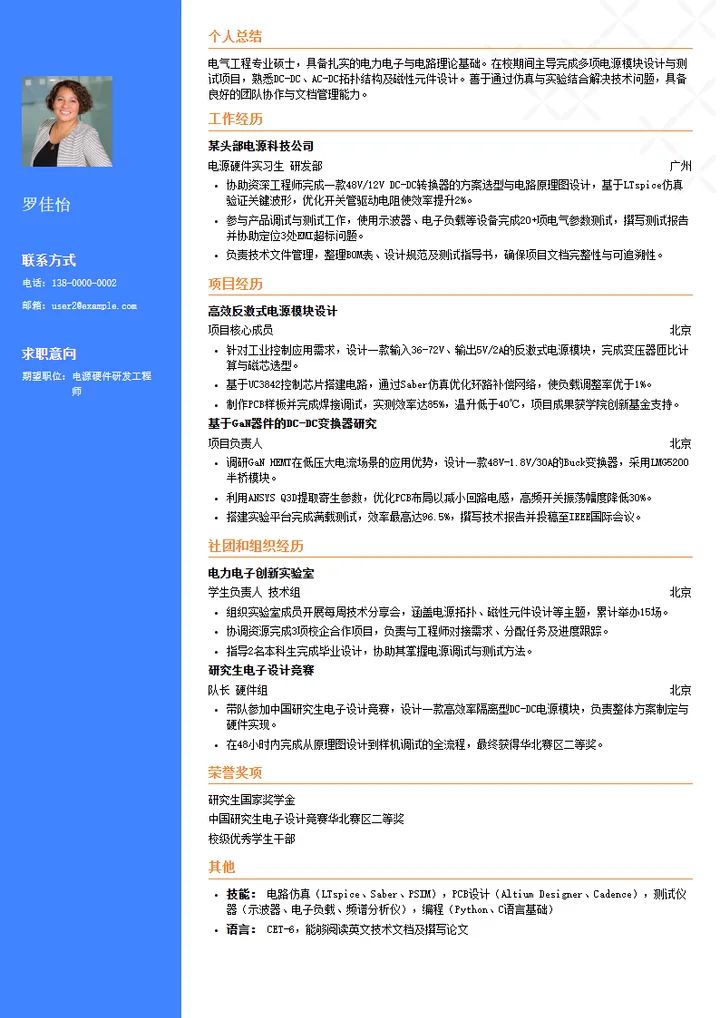 罗佳怡
联系方式
电话：138-0000-0002
邮箱：user2@example.com
求职意向
期望职位：电源硬件研发工程
师
个人总结
电气工程专业硕士，具备扎实的电力电子与电路理论基础。在校期间主导完成多项电源模块设计与测
试项目，熟悉DC-DC、AC-DC拓扑结构及磁性元件设计。善于通过仿真与实验结合解决技术问题，具备
良好的团队协作与文档管理能力。
工作经历
某头部电源科技公司
电源硬件实习生 研发部 广州
• 协助资深工程师完成一款48V/12V DC-DC转换器的方案选型与电路原理图设计，基于LTspice仿真
验证关键波形，优化开关管驱动电阻使效率提升2%。
• 参与产品调试与测试工作，使用示波器、电子负载等设备完成20+项电气参数测试，撰写测试报告
并协助定位3处EMI超标问题。
• 负责技术文件管理，整理BOM表、设计规范及测试指导书，确保项目文档完整性与可追溯性。
项目经历
高效反激式电源模块设计
项目核心成员 北京
• 针对工业控制应用需求，设计一款输入36-72V、输出5V/2A的反激式电源模块，完成变压器匝比计
算与磁芯选型。
• 基于UC3842控制芯片搭建电路，通过Saber仿真优化环路补偿网络，使负载调整率优于1%。
• 制作PCB样板并完成焊接调试，实测效率达85%，温升低于40℃，项目成果获学院创新基金支持。
基于GaN器件的DC-DC变换器研究
项目负责人 北京
• 调研GaN HEMT在低压大电流场景的应用优势，设计一款48V-1.8V/30A的Buck变换器，采用LMG5200
半桥模块。
• 利用ANSYS Q3D提取寄生参数，优化PCB布局以减小回路电感，高频开关振荡幅度降低30%。
• 搭建实验平台完成满载测试，效率最高达96.5%，撰写技术报告并投稿至IEEE国际会议。
社团和组织经历
电力电子创新实验室
学生负责人 技术组 北京
• 组织实验室成员开展每周技术分享会，涵盖电源拓扑、磁性元件设计等主题，累计举办15场。
• 协调资源完成3项校企合作项目，负责与工程师对接需求、分配任务及进度跟踪。
• 指导2名本科生完成毕业设计，协助其掌握电源调试与测试方法。
研究生电子设计竞赛
队长 硬件组 北京
• 带队参加中国研究生电子设计竞赛，设计一款高效率隔离型DC-DC电源模块，负责整体方案制定与
硬件实现。
• 在48小时内完成从原理图设计到样机调试的全流程，最终获得华北赛区二等奖。
荣誉奖项
研究生国家奖学金
中国研究生电子设计竞赛华北赛区二等奖
校级优秀学生干部
其他
• 技能： 电路仿真（LTspice、Saber、PSIM），PCB设计（Altium Designer、Cadence），测试仪
器（示波器、电子负载、频谱分析仪），编程（Python、C语言基础）
• 语言： CET-6，能够阅读英文技术文档及撰写论文